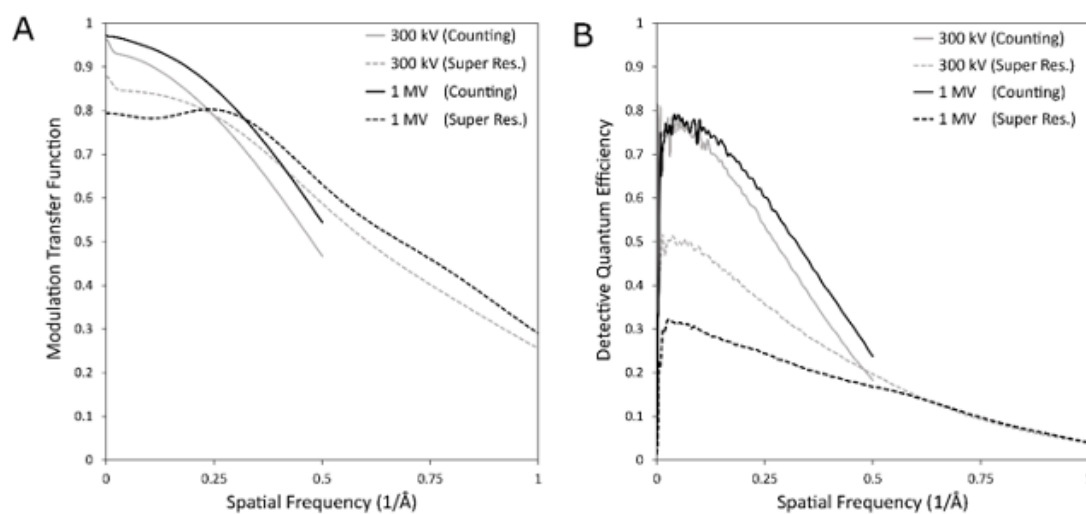 A
1
0.9
0.8
0.7
0.6
0.5
0.4
0.3
0.2
0.1
0
Modulation Transfer Function
300 kV (Counting)
300 kV (Super Res.)
1 MV (Counting)
1 MV (Super Res.)
0 0.25 0.5 0.75 1
Spatial Frequency (1/Å)
B
1
0.9
0.8
0.7
0.6
0.5
0.4
0.3
0.2
0.1
0
Detective Quantum Efficiency
300 kV (Counting)
300 kV (Super Res.)
1 MV (Counting)
1 MV (Super Res.)
0 0.25 0.5 0.75 1
Spatial Frequency (1/Å)